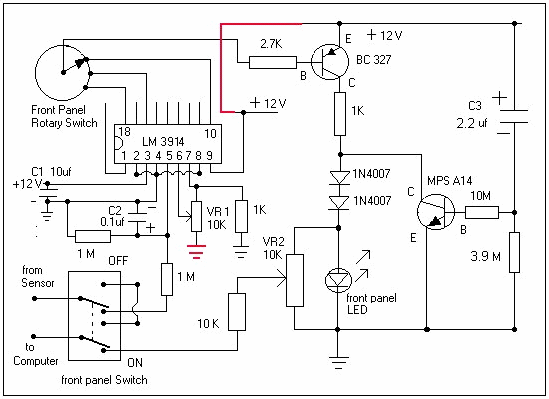 + 12 V
E
2.7K
BC 327
B
C
Front Panel
Rotary Switch
+ 12 V
1K
C3
2.2 uf
+
−
18
10
LM 3914
1 2 3 4 5 6 7 8 9
C1 10uf
+12 V
1N4007
1N4007
MPS A14
C
10M
B
E
C2
0.1uf
+
VR 1
10K
1K
1 M
VR2
10K
3.9 M
OFF
1 M
from
Sensor
front panel
LED
10 K
to
Computer
ON
front panel Switch